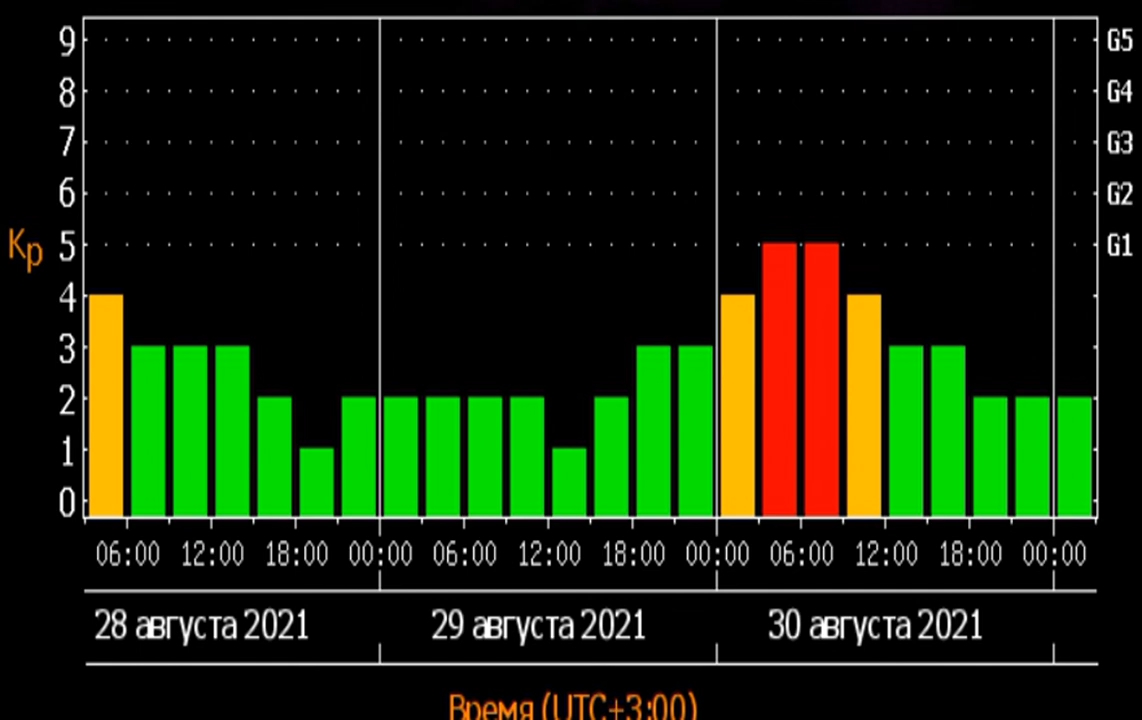 9 G5
8 G4
7 G3
6 G2
Kp 5 G1
4
3
2
1
0
06:00 12:00 18:00 00:00 06:00 12:00 18:00 00:00 06:00 12:00 18:00 00:00
28 августа 2021 29 августа 2021 30 августа 2021
Время (UTC+3:00)